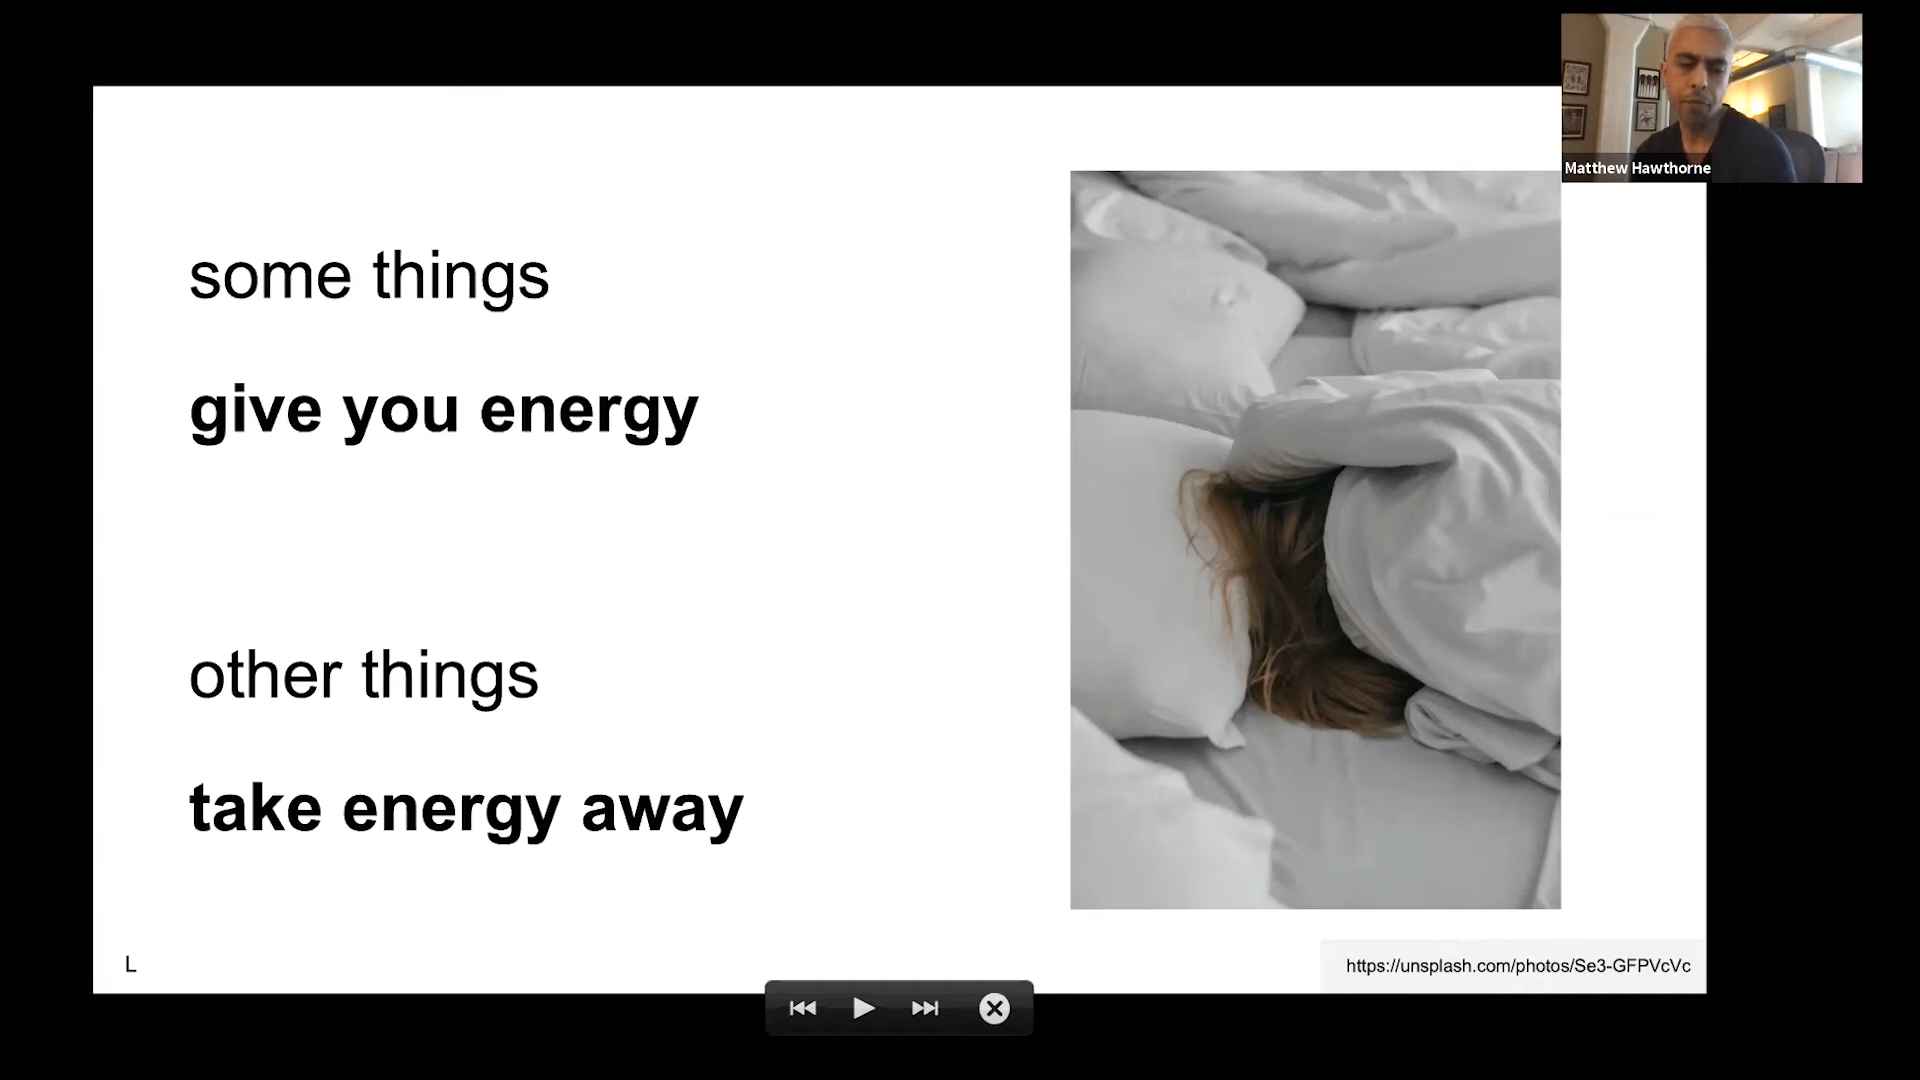 Matthew Hawthorne
some things
give you energy
other things
take energy away
L
https://unsplash.com/photos/Se3-GFPVcVc